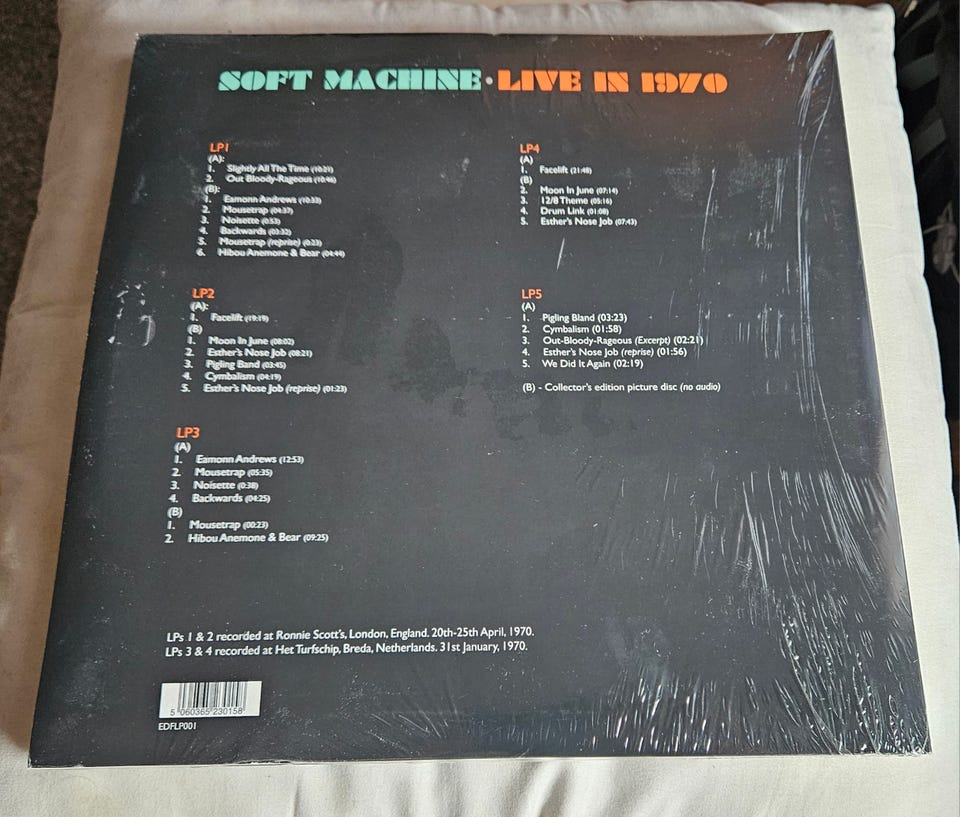 SOFT MACHINE • LIVE IN 1970
LP1
(A):
1. Slightly All The Time (10:21)
2. Out Bloody-Rageous (10:46)
(B):
1. Eamonn Andrews (10:33)
2. Mousetrap (04:37)
3. Noisette (0:53)
4. Backwards (03:32)
5. Mousetrap (reprise) (0:23)
6. Hibou Anemone & Bear (04:44)
LP2
(A):
1. Facelift (19:19)
(B)
1. Moon In June (08:02)
2. Esther's Nose Job (08:21)
3. Pigling Bland (03:45)
4. Cymbalism (04:19)
5. Esther's Nose Job (reprise) (01:23)
LP3
(A)
1. Eamonn Andrews (12:53)
2. Mousetrap (05:35)
3. Noisette (0:38)
4. Backwards (04:25)
(B)
1. Mousetrap (00:23)
2. Hibou Anemone & Bear (09:25)
LP4
(A)
1. Facelift (21:48)
(B)
2. Moon In June (07:14)
3. 12/8 Theme (05:16)
4. Drum Link (01:08)
5. Esther's Nose Job (07:43)
LP5
(A)
1. Pigling Bland (03:23)
2. Cymbalism (01:58)
3. Out-Bloody-Rageous (Excerpt) (02:21)
4. Esther's Nose Job (reprise) (01:56)
5. We Did It Again (02:19)
(B) - Collector's edition picture disc (no audio)
LPs 1 & 2 recorded at Ronnie Scott's, London, England. 20th-25th April, 1970.
LPs 3 & 4 recorded at Het Turfschip, Breda, Netherlands. 31st January, 1970.
5 060365 230158
EDFLP001